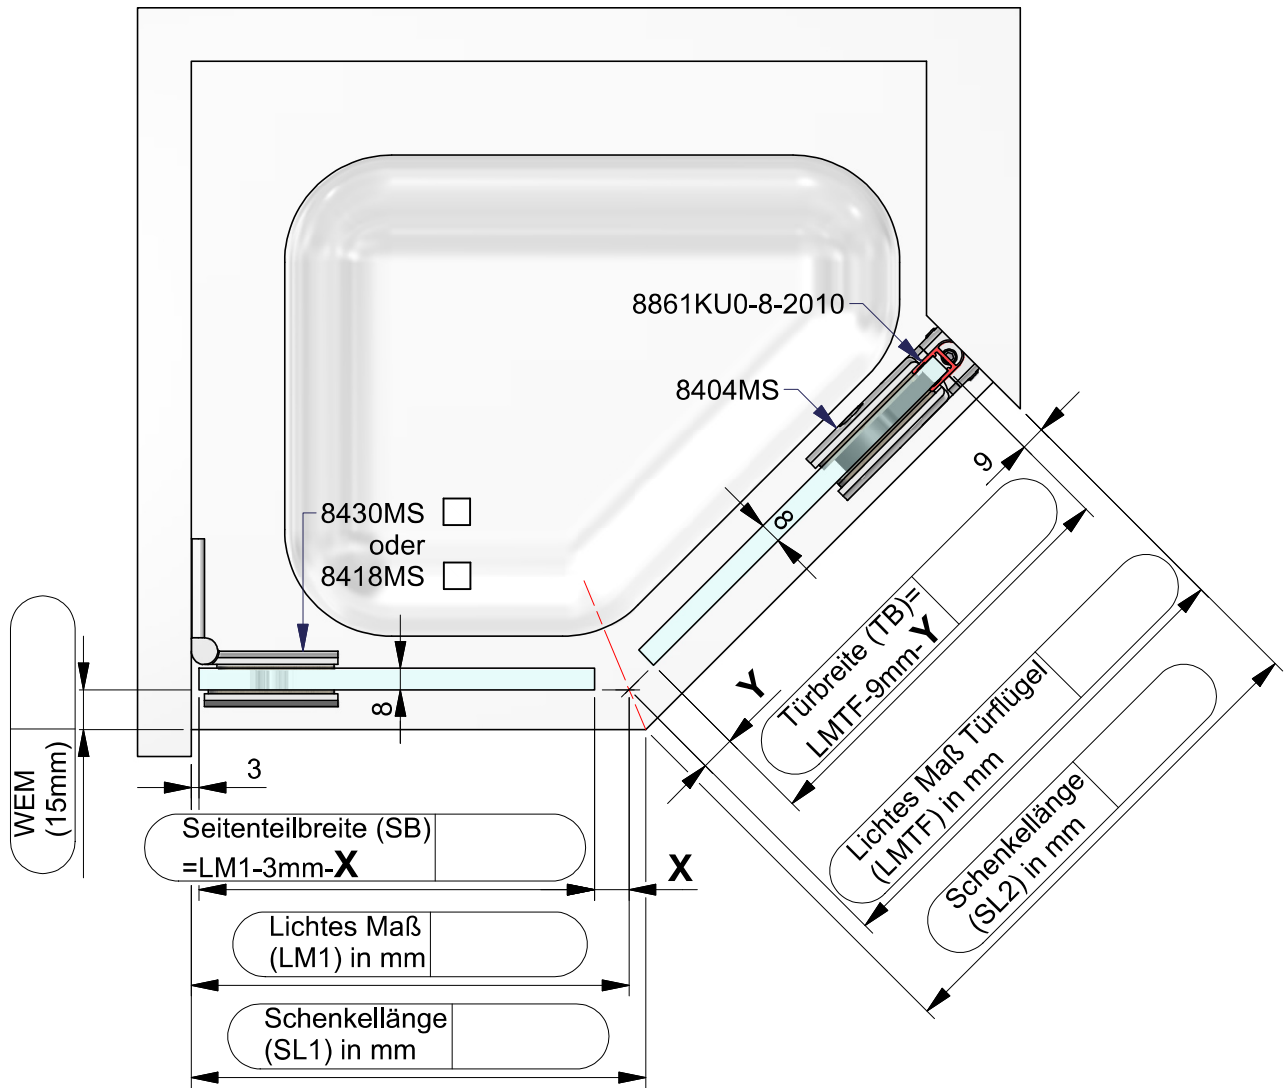 8861KU0-8-2010
8404MS
8430MS
oder
8418MS
9
8
8
Y
Türbreite (TB)=
LMTF-9mm-Y
Lichtes Maß Türflügel
(LMTF) in mm
Schenkellänge
(SL2) in mm
WEM
(15mm)
3
Seitenteilbreite (SB)
=LM1-3mm-X
X
Lichtes Maß
(LM1) in mm
Schenkellänge
(SL1) in mm